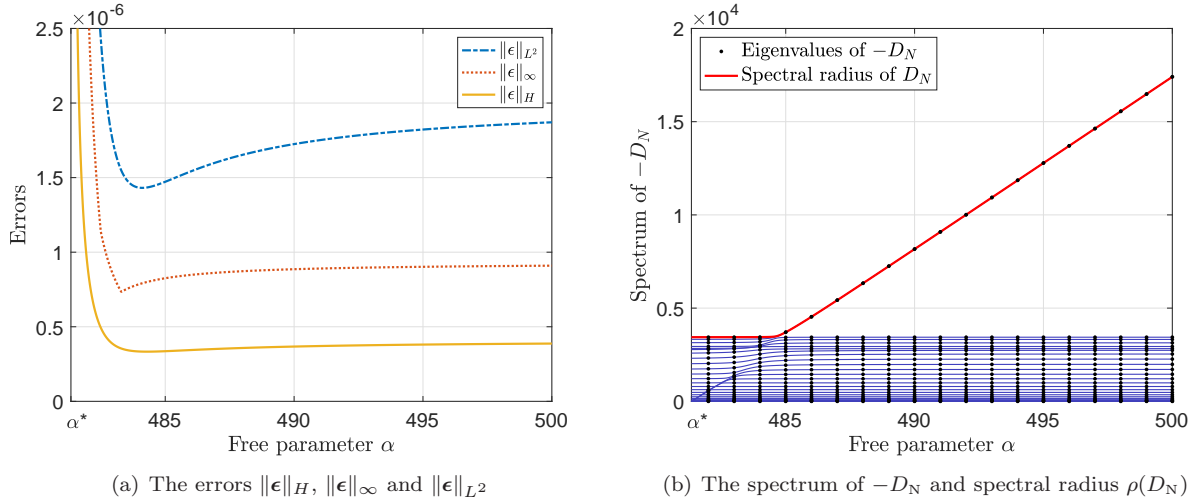 ×10⁻⁶
2.5
2
1.5
1
0.5
0
Errors
‖ϵ‖_{L²}
‖ϵ‖_∞
‖ϵ‖_H
α* 485 490 495 500
Free parameter α
(a) The errors ‖ϵ‖_H, ‖ϵ‖_∞ and ‖ϵ‖_{L²}
×10⁴
2
1.5
1
0.5
0
Spectrum of −D_N
Eigenvalues of −D_N
Spectral radius of D_N
α* 485 490 495 500
Free parameter α
(b) The spectrum of −D_N and spectral radius ρ(D_N)